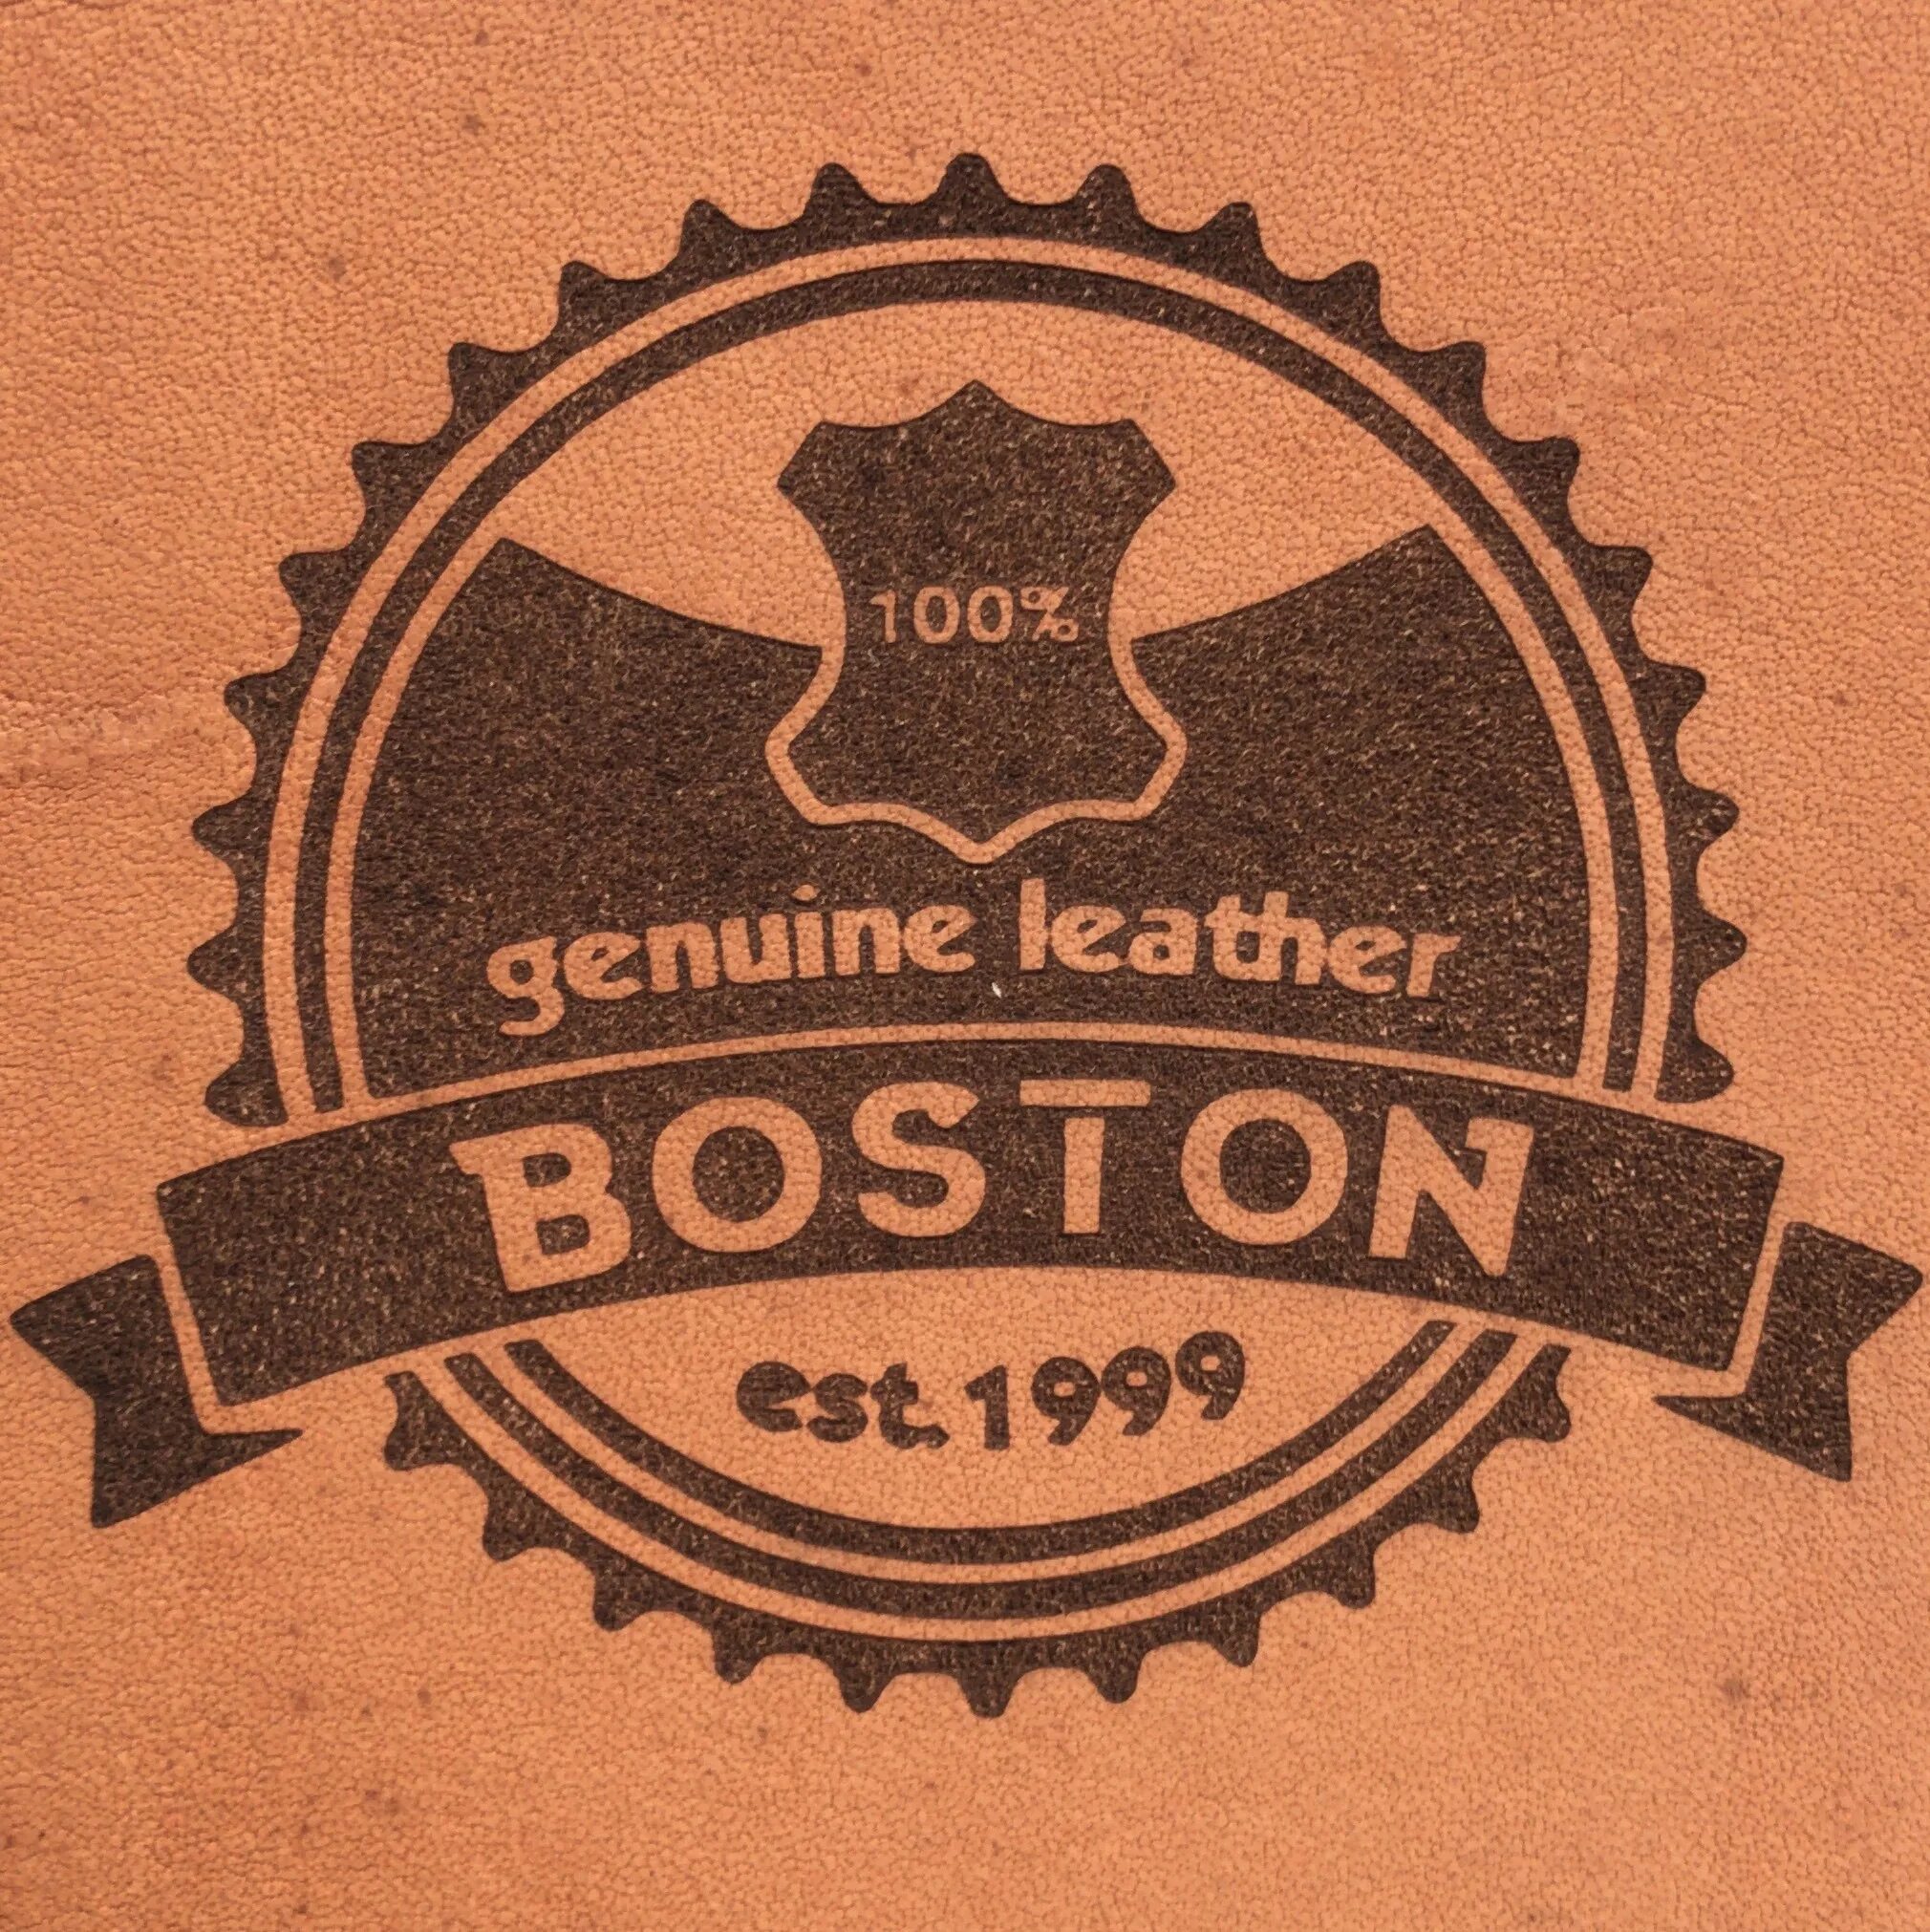 100%
genuine leather
BOSTON
est.1999